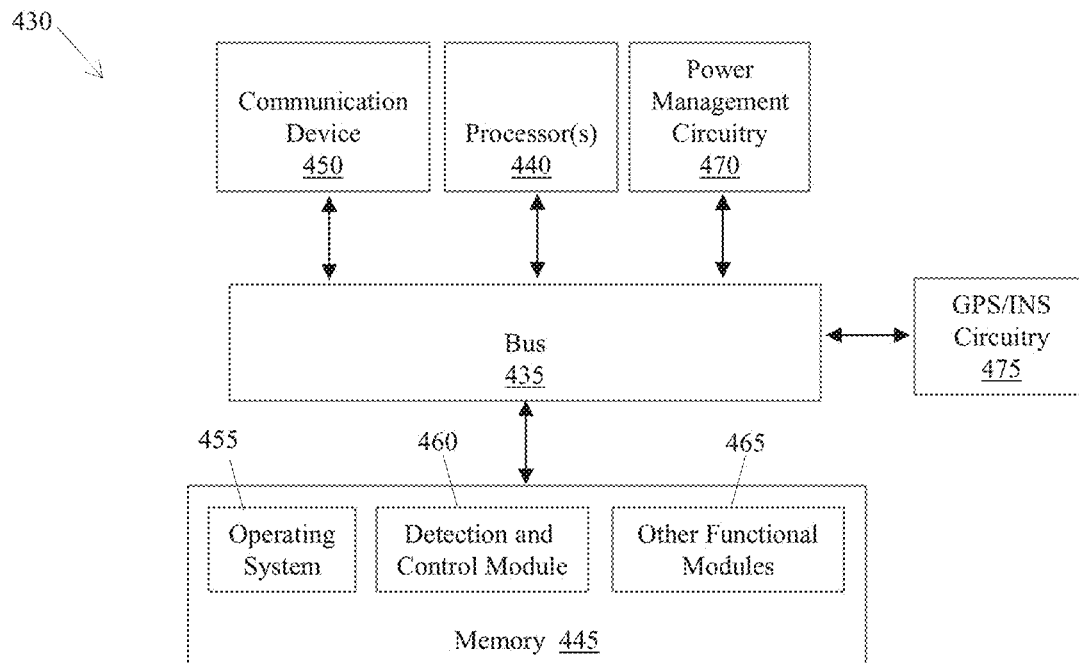 430
Communication
Device
450
Processor(s)
440
Power
Management
Circuitry
470
Bus
435
GPS/INS
Circuitry
475
455
460
465
Operating
System
Detection and
Control Module
Other Functional
Modules
Memory 445